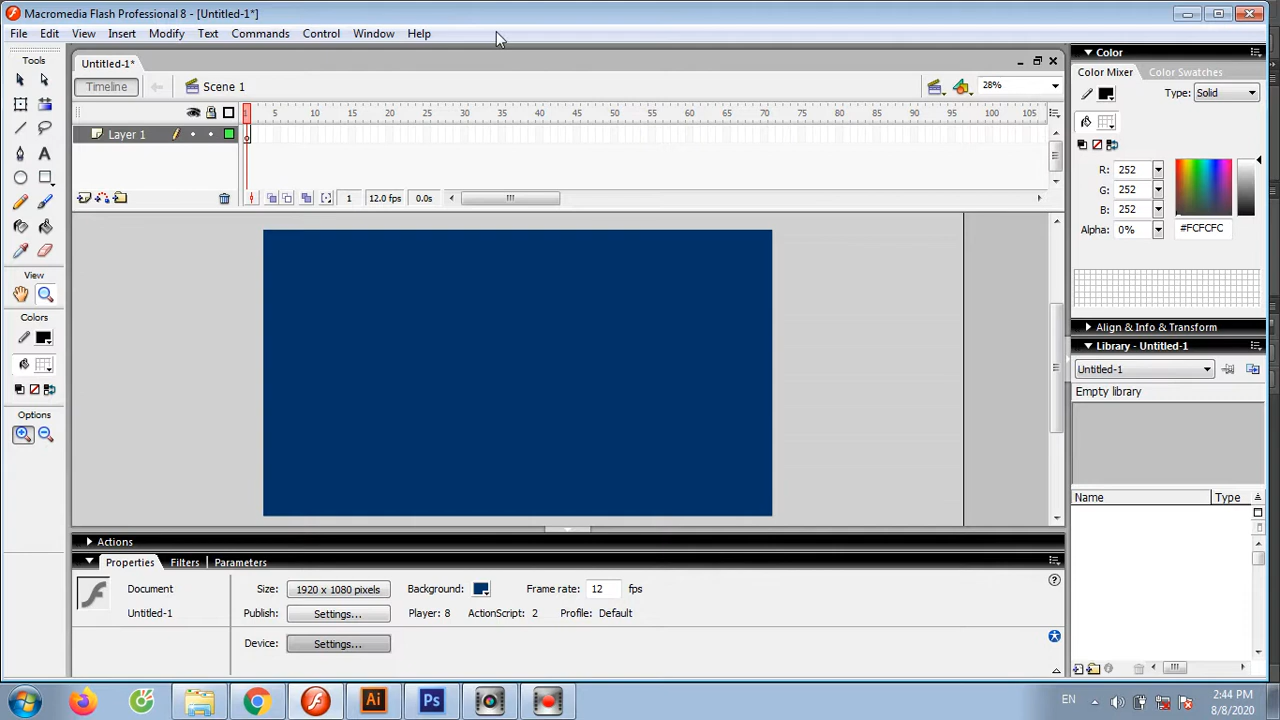 Macromedia Flash Professional 8 - [Untitled-1*]
File Edit View Insert Modify Text Commands Control Window Help
Tools
Untitled-1*
Timeline Scene 1 28%
1 5 10 15 20 25 30 35 40 45 50 55 60 65 70 75 80 85 90 95 100 105
Layer 1
1 12.0 fps 0.0s
View
Colors
Options
Color
Color Mixer Color Swatches
Type: Solid
R: 252
G: 252
B: 252
Alpha: 0% #FCFCFC
Align & Info & Transform
Library - Untitled-1
Untitled-1
Empty library
Name Type
Actions
Properties Filters Parameters
Document Size: 1920 x 1080 pixels Background: Frame rate: 12 fps
Untitled-1 Publish: Settings... Player: 8 ActionScript: 2 Profile: Default
Device: Settings...
Ai Ps EN 2:44 PM
8/8/2020